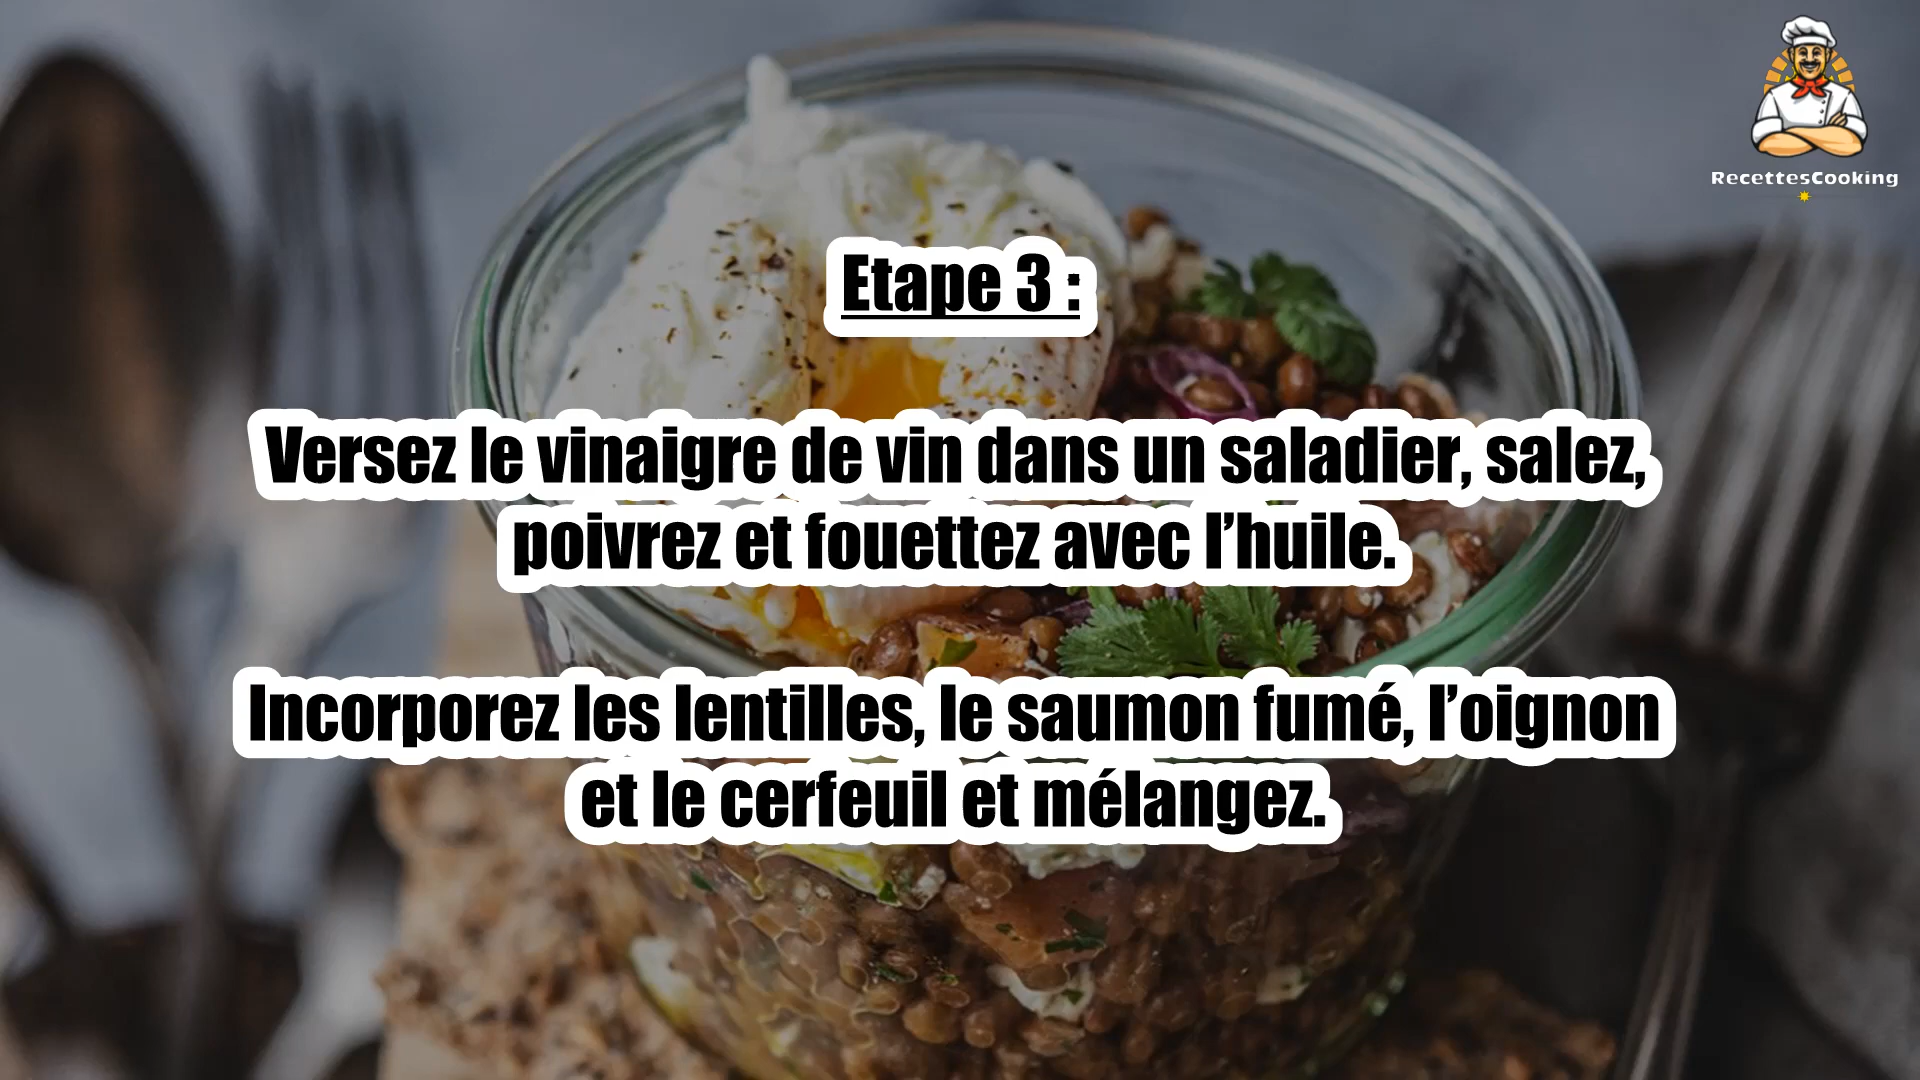 RecettesCooking
Etape 3 :
Versez le vinaigre de vin dans un saladier, salez,
poivrez et fouettez avec l’huile.
Incorporez les lentilles, le saumon fumé, l’oignon
et le cerfeuil et mélangez.